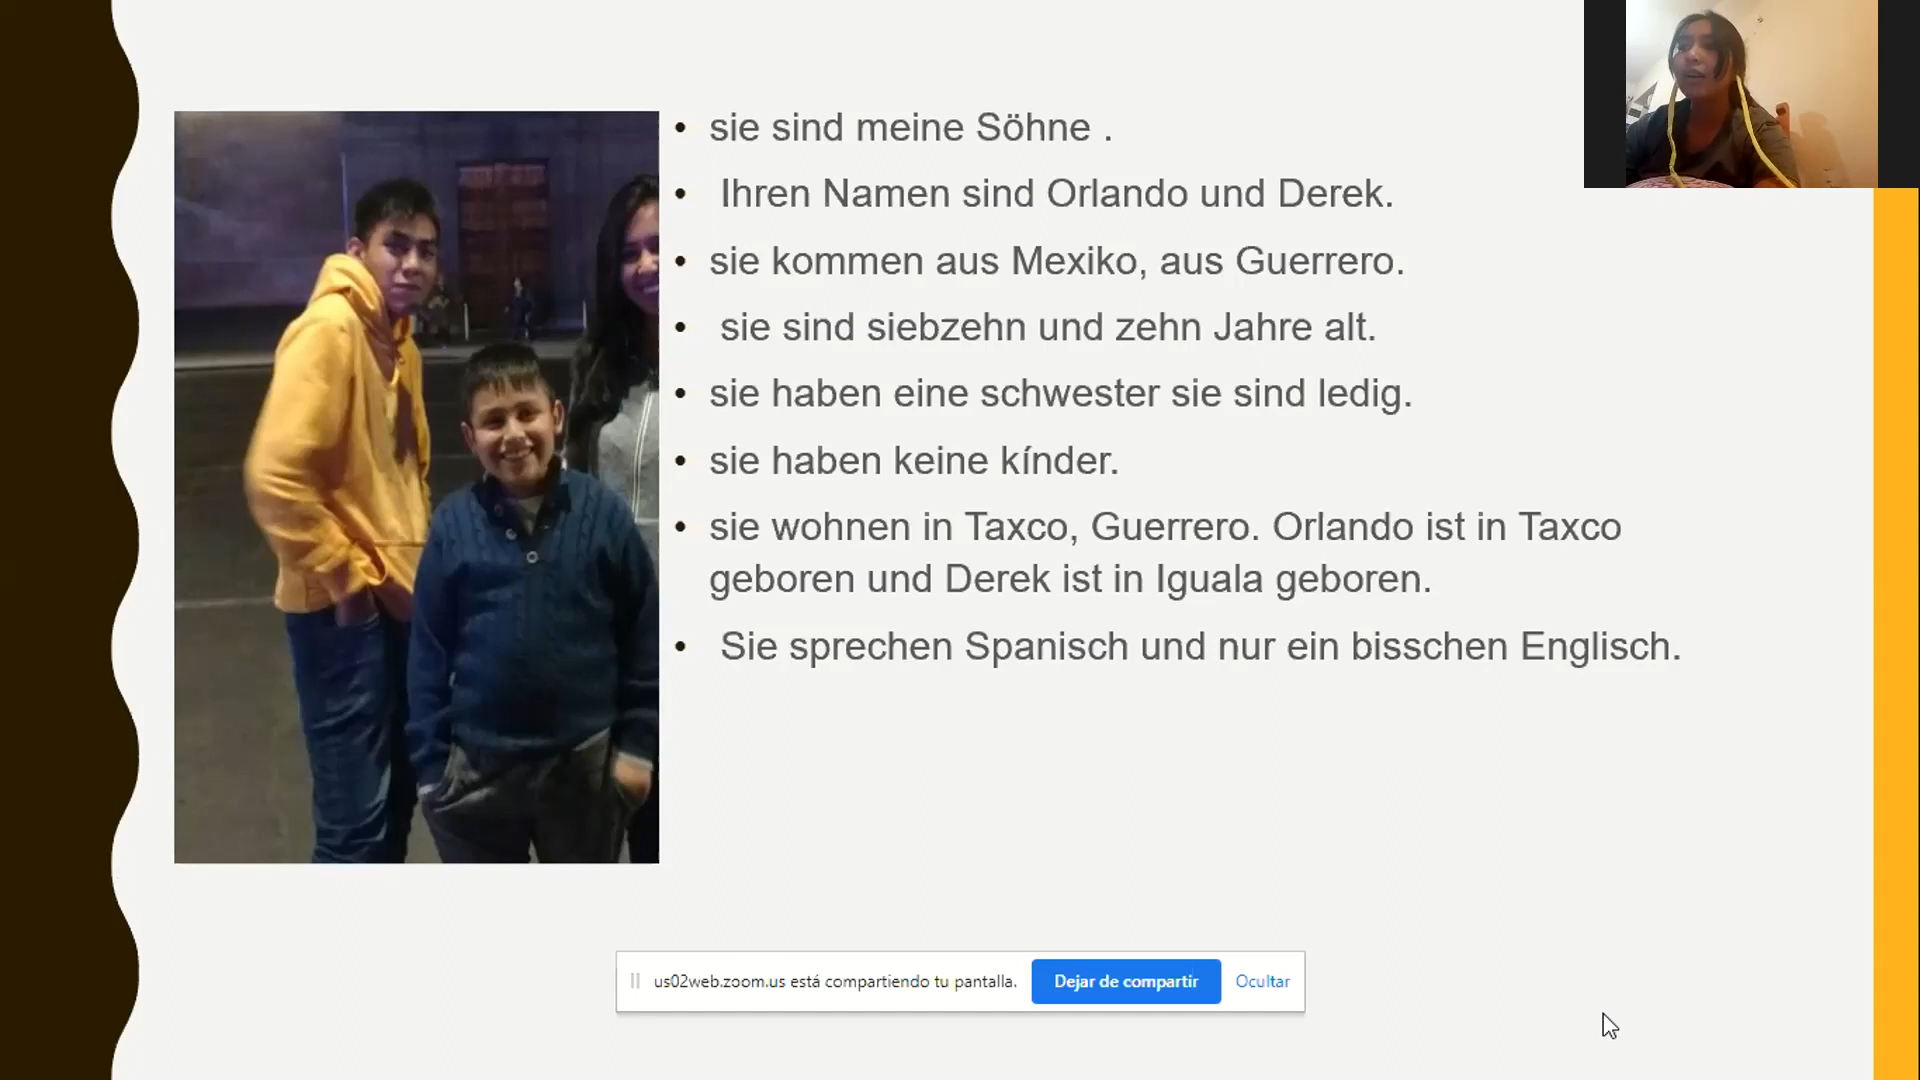 • sie sind meine Söhne .
• Ihren Namen sind Orlando und Derek.
• sie kommen aus Mexiko, aus Guerrero.
• sie sind siebzehn und zehn Jahre alt.
• sie haben eine schwester sie sind ledig.
• sie haben keine kínder.
• sie wohnen in Taxco, Guerrero. Orlando ist in Taxco
geboren und Derek ist in Iguala geboren.
• Sie sprechen Spanisch und nur ein bisschen Englisch.
us02web.zoom.us está compartiendo tu pantalla. Dejar de compartir Ocultar